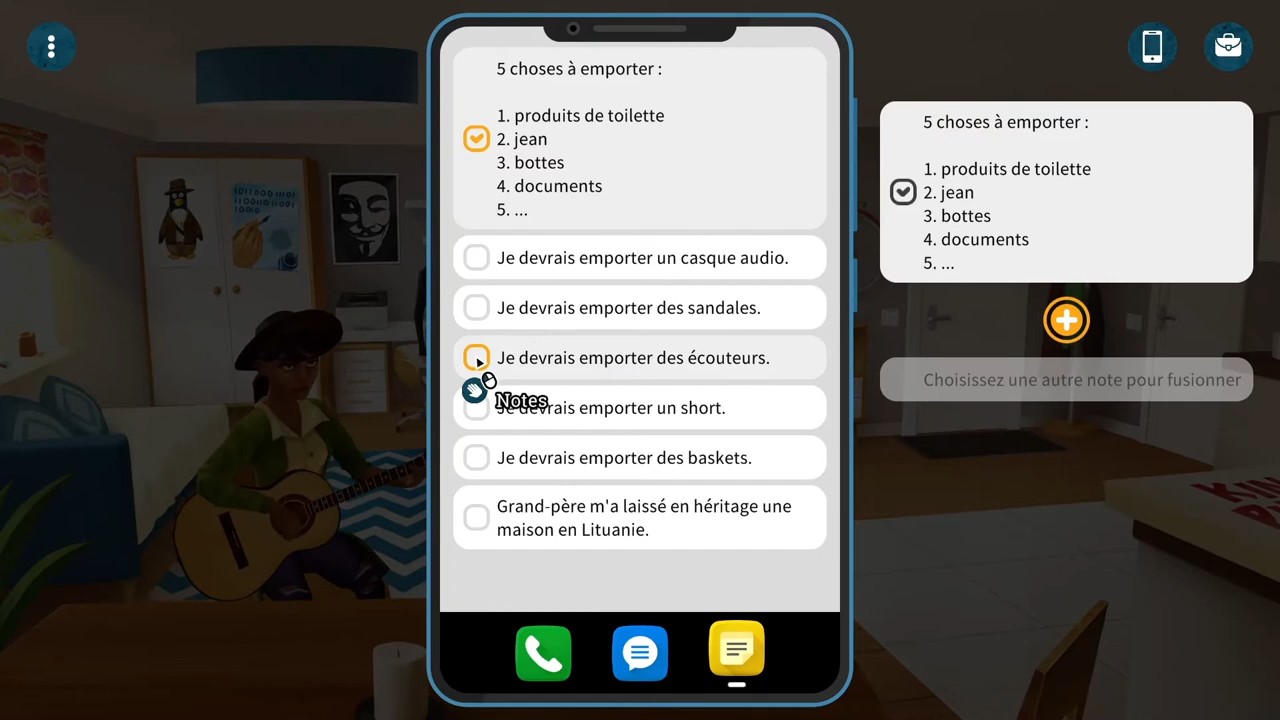 5 choses à emporter :
1. produits de toilette
2. jean
3. bottes
4. documents
5. ...
Je devrais emporter un casque audio.
Je devrais emporter des sandales.
Je devrais emporter des écouteurs.
Notes
Je devrais emporter un short.
Je devrais emporter des baskets.
Grand-père m'a laissé en héritage une
maison en Lituanie.
5 choses à emporter :
1. produits de toilette
2. jean
3. bottes
4. documents
5. ...
Choisissez une autre note pour fusionner